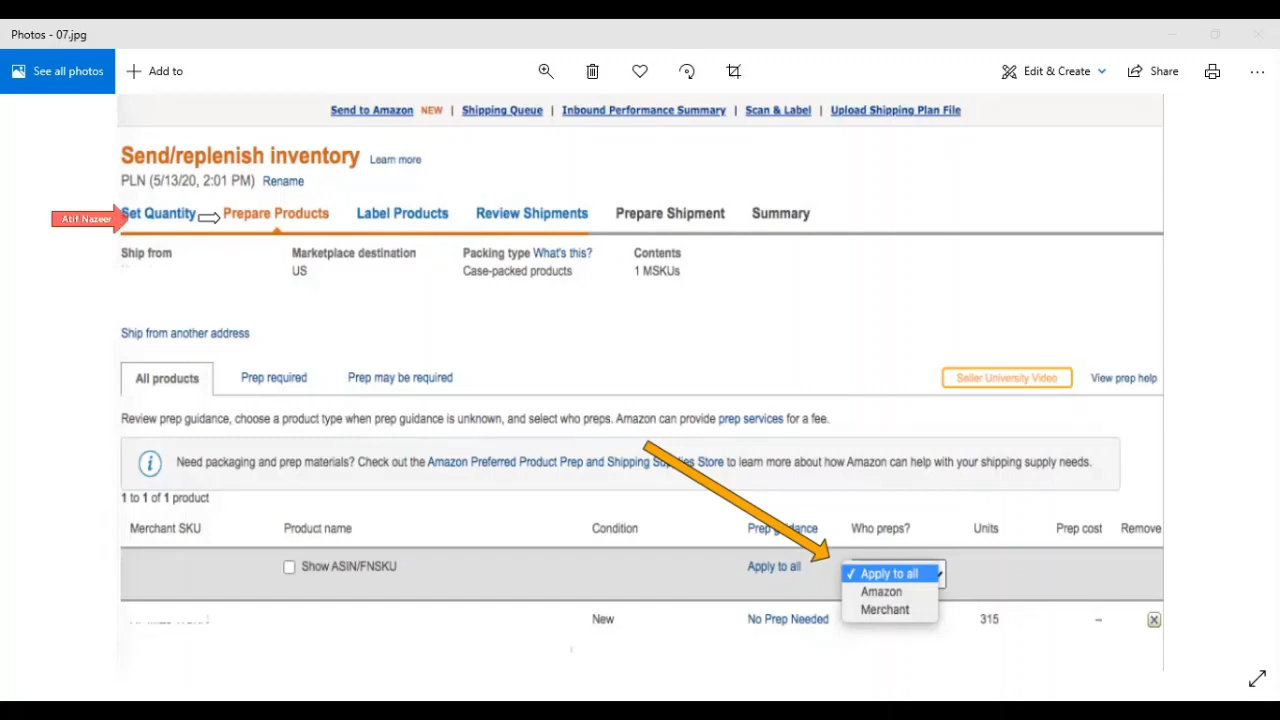 Photos - 07.jpg
See all photos
Add to
Edit & Create
Share
Send to Amazon NEW | Shipping Queue | Inbound Performance Summary | Scan & Label | Upload Shipping Plan File
Send/replenish inventory Learn more
PLN (5/13/20, 2:01 PM) Rename
Atif Nazeer
Set Quantity Prepare Products Label Products Review Shipments Prepare Shipment Summary
Ship from Marketplace destination Packing type What's this? Contents
US Case-packed products 1 MSKUs
Ship from another address
All products Prep required Prep may be required Seller University Video View prep help
Review prep guidance, choose a product type when prep guidance is unknown, and select who preps. Amazon can provide prep services for a fee.
Need packaging and prep materials? Check out the Amazon Preferred Product Prep and Shipping Supplies Store to learn more about how Amazon can help with your shipping supply needs.
1 to 1 of 1 product
Merchant SKU Product name Condition Prep guidance Who preps? Units Prep cost Remove
Show ASIN/FNSKU Apply to all ✓ Apply to all
Amazon
Merchant
New No Prep Needed 315 --